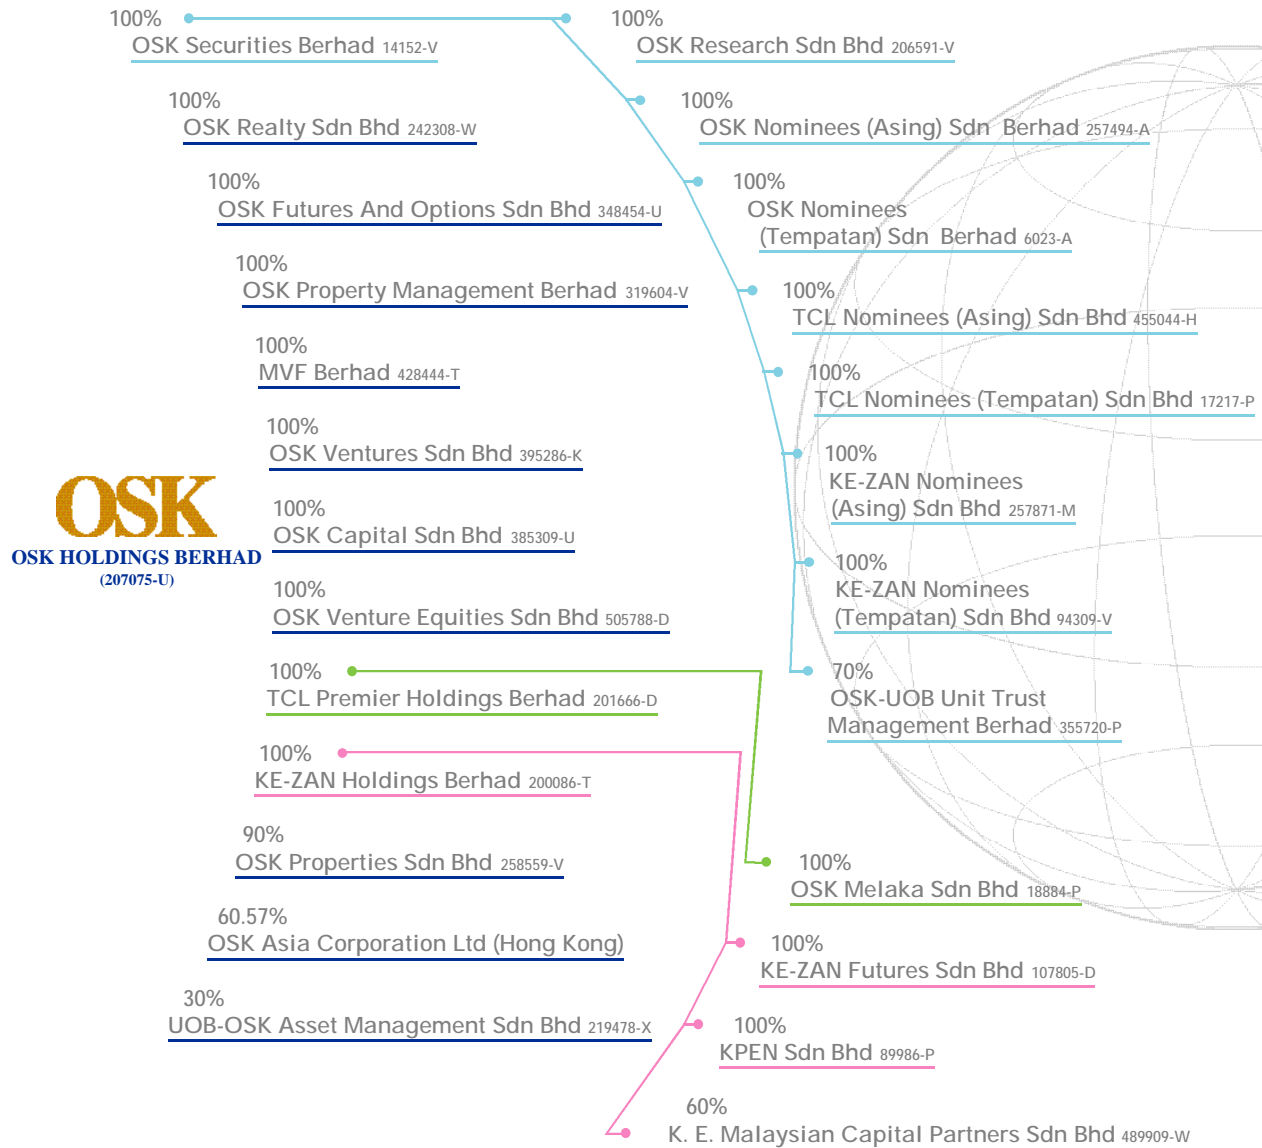 100%
OSK Securities Berhad 14152-V
100%
OSK Realty Sdn Bhd 242308-W
100%
OSK Futures And Options Sdn Bhd 348454-U
100%
OSK Property Management Berhad 319604-V
100%
MVF Berhad 428444-T
100%
OSK Ventures Sdn Bhd 395286-K
OSK
OSK HOLDINGS BERHAD
(207075-U)
100%
OSK Capital Sdn Bhd 385309-U
100%
OSK Venture Equities Sdn Bhd 505788-D
100%
TCL Premier Holdings Berhad 201666-D
100%
KE-ZAN Holdings Berhad 200086-T
90%
OSK Properties Sdn Bhd 258559-V
60.57%
OSK Asia Corporation Ltd (Hong Kong)
30%
UOB-OSK Asset Management Sdn Bhd 219478-X
100%
OSK Research Sdn Bhd 206591-V
100%
OSK Nominees (Asing) Sdn Berhad 257494-A
100%
OSK Nominees
(Tempatan) Sdn Berhad 6023-A
100%
TCL Nominees (Asing) Sdn Bhd 455044-H
100%
TCL Nominees (Tempatan) Sdn Bhd 17217-P
100%
KE-ZAN Nominees
(Asing) Sdn Bhd 257871-M
100%
KE-ZAN Nominees
(Tempatan) Sdn Bhd 94309-V
70%
OSK-UOB Unit Trust
Management Berhad 355720-P
100%
OSK Melaka Sdn Bhd 18884-P
100%
KE-ZAN Futures Sdn Bhd 107805-D
100%
KPEN Sdn Bhd 89986-P
60%
K. E. Malaysian Capital Partners Sdn Bhd 489909-W